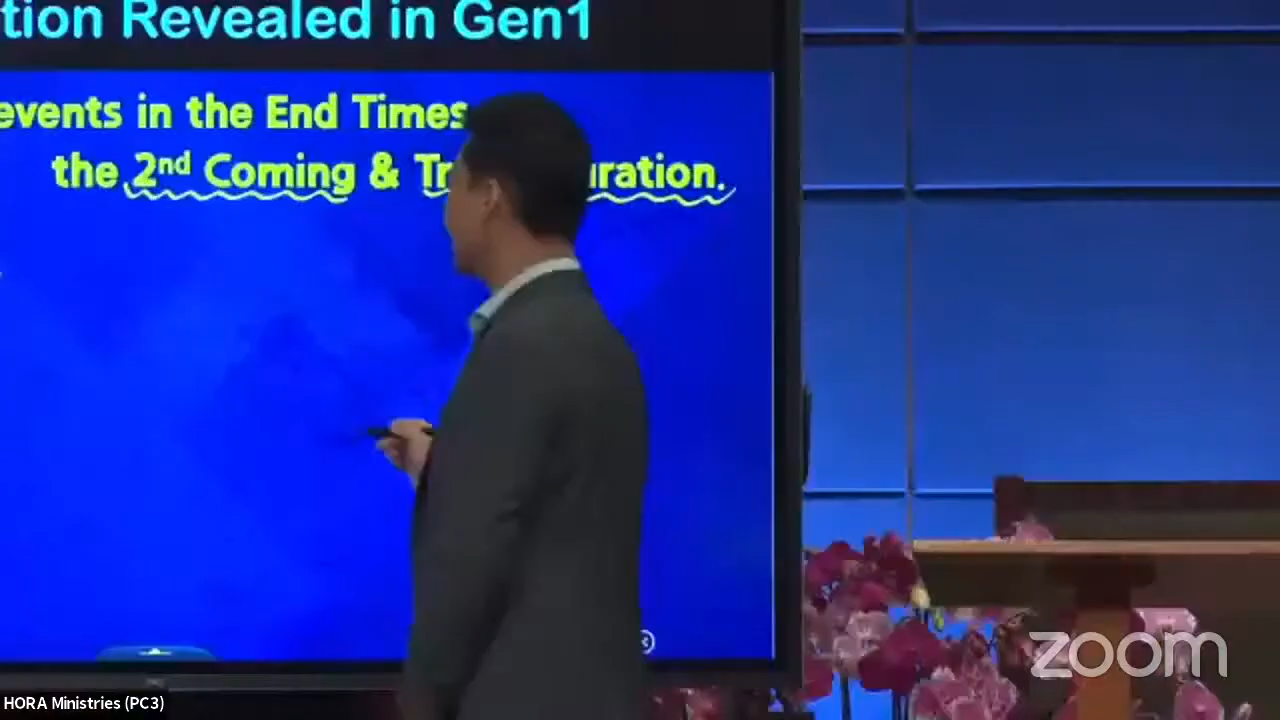 tion Revealed in Gen1
events in the End Times
the 2nd Coming & Tr uration.
zoom
HORA Ministries (PC3)